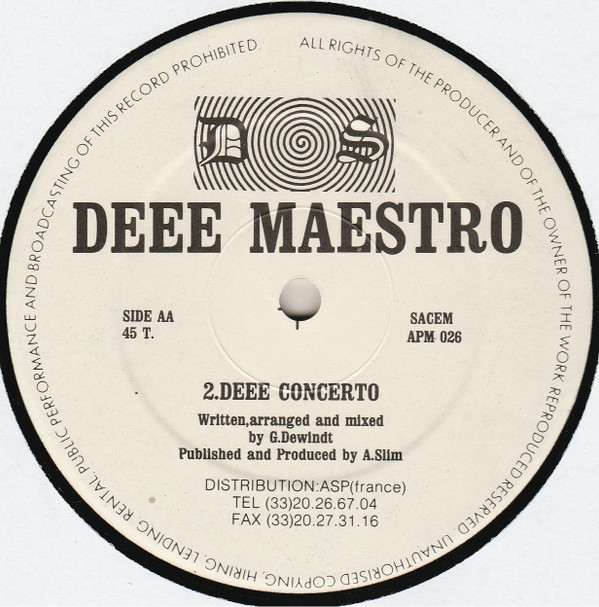 ALL RIGHTS OF THE PRODUCER AND OF THE OWNER OF THE WORK REPRODUCED RESERVED. UNAUTHORISED COPYING, HIRING, LENDING RENTAL, PUBLIC PERFORMANCE AND BROADCASTING OF THIS RECORD PROHIBITED.
D S
DEEE MAESTRO
SIDE AA
45 T.
SACEM
APM 026
2.DEEE CONCERTO
Written,arranged and mixed
by G.Dewindt
Published and Produced by A.Slim
DISTRIBUTION:ASP(france)
TEL (33)20.26.67.04
FAX (33)20.27.31.16